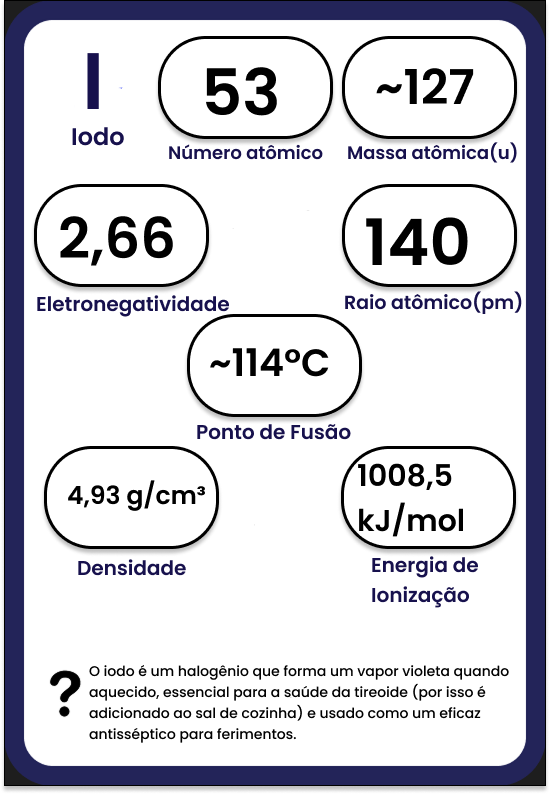 I
Iodo
53
Número atômico
~127
Massa atômica(u)
2,66
Eletronegatividade
140
Raio atômico(pm)
~114°C
Ponto de Fusão
4,93 g/cm³
Densidade
1008,5
kJ/mol
Energia de
Ionização
?
O iodo é um halogênio que forma um vapor violeta quando
aquecido, essencial para a saúde da tireoide (por isso é
adicionado ao sal de cozinha) e usado como um eficaz
antisséptico para ferimentos.